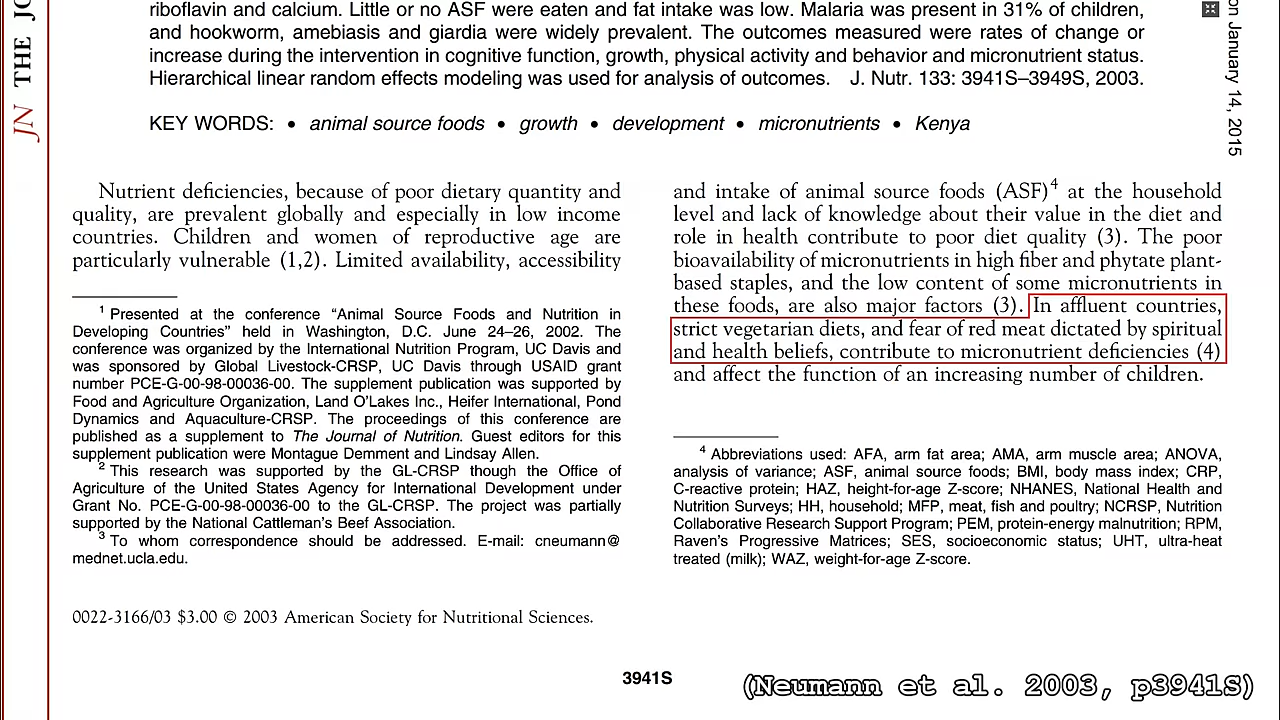 riboflavin and calcium. Little or no ASF were eaten and fat intake was low. Malaria was present in 31% of children,
and hookworm, amebiasis and giardia were widely prevalent. The outcomes measured were rates of change or
increase during the intervention in cognitive function, growth, physical activity and behavior and micronutrient status.
Hierarchical linear random effects modeling was used for analysis of outcomes. J. Nutr. 133: 3941S–3949S, 2003.
KEY WORDS: • animal source foods • growth • development • micronutrients • Kenya
Nutrient deficiencies, because of poor dietary quantity and
quality, are prevalent globally and especially in low income
countries. Children and women of reproductive age are
particularly vulnerable (1,2). Limited availability, accessibility
1 Presented at the conference “Animal Source Foods and Nutrition in
Developing Countries” held in Washington, D.C. June 24–26, 2002. The
conference was organized by the International Nutrition Program, UC Davis and
was sponsored by Global Livestock-CRSP, UC Davis through USAID grant
number PCE-G-00-98-00036-00. The supplement publication was supported by
Food and Agriculture Organization, Land O'Lakes Inc., Heifer International, Pond
Dynamics and Aquaculture-CRSP. The proceedings of this conference are
published as a supplement to The Journal of Nutrition. Guest editors for this
supplement publication were Montague Demment and Lindsay Allen.
2 This research was supported by the GL-CRSP though the Office of
Agriculture of the United States Agency for International Development under
Grant No. PCE-G-00-98-00036-00 to the GL-CRSP. The project was partially
supported by the National Cattleman's Beef Association.
3 To whom correspondence should be addressed. E-mail: cneumann@
mednet.ucla.edu.
and intake of animal source foods (ASF)4 at the household
level and lack of knowledge about their value in the diet and
role in health contribute to poor diet quality (3). The poor
bioavailability of micronutrients in high fiber and phytate plant-
based staples, and the low content of some micronutrients in
these foods, are also major factors (3). In affluent countries,
strict vegetarian diets, and fear of red meat dictated by spiritual
and health beliefs, contribute to micronutrient deficiencies (4)
and affect the function of an increasing number of children.
4 Abbreviations used: AFA, arm fat area; AMA, arm muscle area; ANOVA,
analysis of variance; ASF, animal source foods; BMI, body mass index; CRP,
C-reactive protein; HAZ, height-for-age Z-score; NHANES, National Health and
Nutrition Surveys; HH, household; MFP, meat, fish and poultry; NCRSP, Nutrition
Collaborative Research Support Program; PEM, protein-energy malnutrition; RPM,
Raven's Progressive Matrices; SES, socioeconomic status; UHT, ultra-heat
treated (milk); WAZ, weight-for-age Z-score.
0022-3166/03 $3.00 © 2003 American Society for Nutritional Sciences.
3941S
(Neumann et al. 2003, p3941S)
JN THE JO
on January 14, 2015